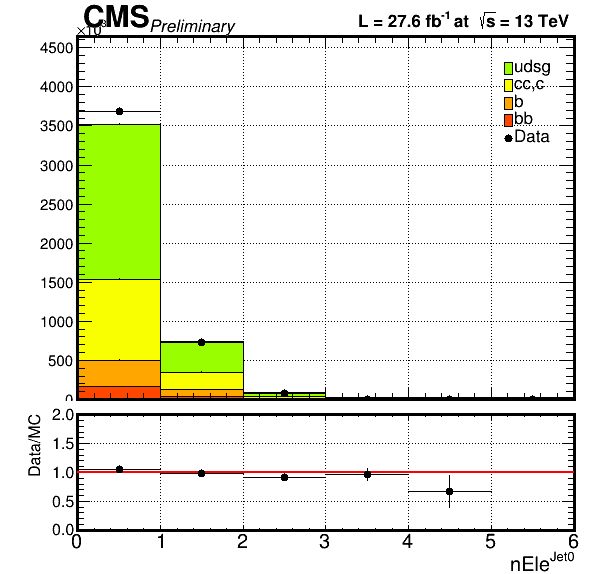 CMS Preliminary L = 27.6 fb⁻¹ at √s = 13 TeV
×10³
4500
4000
3500
3000
2500
2000
1500
1000
500
0
udsg
cc,c
b
bb
Data
Data/MC
2.0
1.5
1.0
0.5
0.0
0 1 2 3 4 5 6
nEle^Jet0